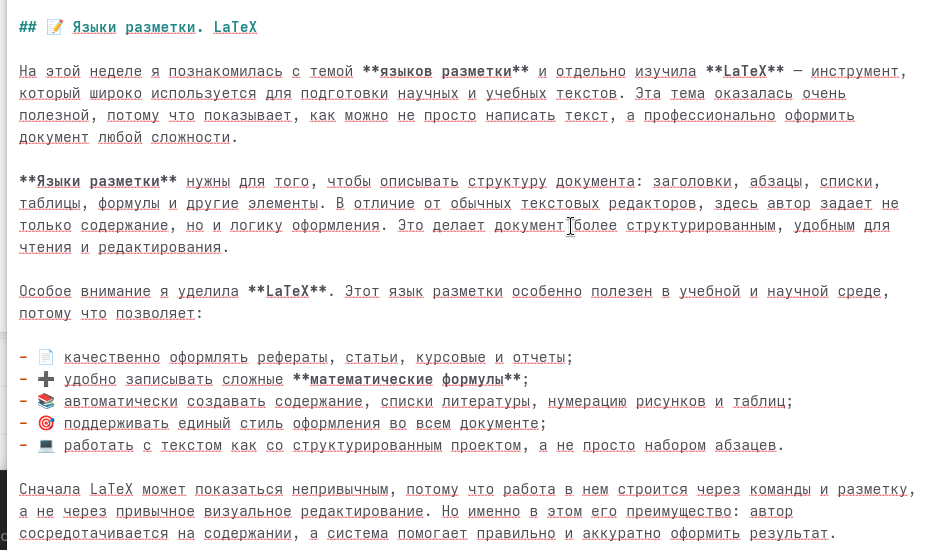 ## 📝 Языки разметки. LaTeX
На этой неделе я познакомилась с темой **языков разметки** и отдельно изучила **LaTeX** — инструмент,
который широко используется для подготовки научных и учебных текстов. Эта тема оказалась очень
полезной, потому что показывает, как можно не просто написать текст, а профессионально оформить
документ любой сложности.
**Языки разметки** нужны для того, чтобы описывать структуру документа: заголовки, абзацы, списки,
таблицы, формулы и другие элементы. В отличие от обычных текстовых редакторов, здесь автор задает не
только содержание, но и логику оформления. Это делает документ более структурированным, удобным для
чтения и редактирования.
Особое внимание я уделила **LaTeX**. Этот язык разметки особенно полезен в учебной и научной среде,
потому что позволяет:
- 📄 качественно оформлять рефераты, статьи, курсовые и отчеты;
- ➕ удобно записывать сложные **математические формулы**;
- 📚 автоматически создавать содержание, списки литературы, нумерацию рисунков и таблиц;
- 🎯 поддерживать единый стиль оформления во всем документе;
- 💻 работать с текстом как со структурированным проектом, а не просто набором абзацев.
Сначала LaTeX может показаться непривычным, потому что работа в нем строится через команды и разметку,
а не через привычное визуальное редактирование. Но именно в этом его преимущество: автор
сосредотачивается на содержании, а система помогает правильно и аккуратно оформить результат.